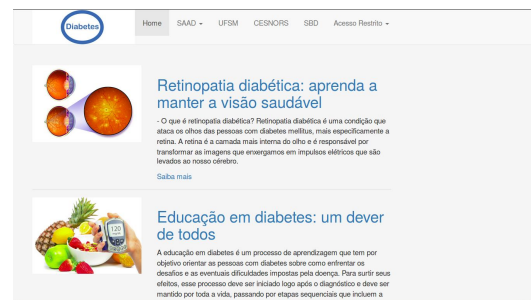 Diabetes
Home SAAD UFSM CESNORS SBD Acesso Restrito
Retinopatia diabética: aprenda a
manter a visão saudável
- O que é retinopatia diabética? Retinopatia diabética é uma condição que
ataca os olhos das pessoas com diabetes mellitus, mais especificamente a
retina. A retina é a camada mais interna do olho e é responsável por
transformar as imagens que enxergamos em impulsos elétricos que são
levados ao nosso cérebro.
Saiba mais
120
Educação em diabetes: um dever
de todos
A educação em diabetes é um processo de aprendizagem que tem por
objetivo orientar as pessoas com diabetes sobre como enfrentar os
desafios e as eventuais dificuldades impostas pela doença. Para surtir seus
efeitos, esse processo deve ser iniciado logo após o diagnóstico e deve ser
mantido por toda a vida, passando por etapas sequenciais que incluem a